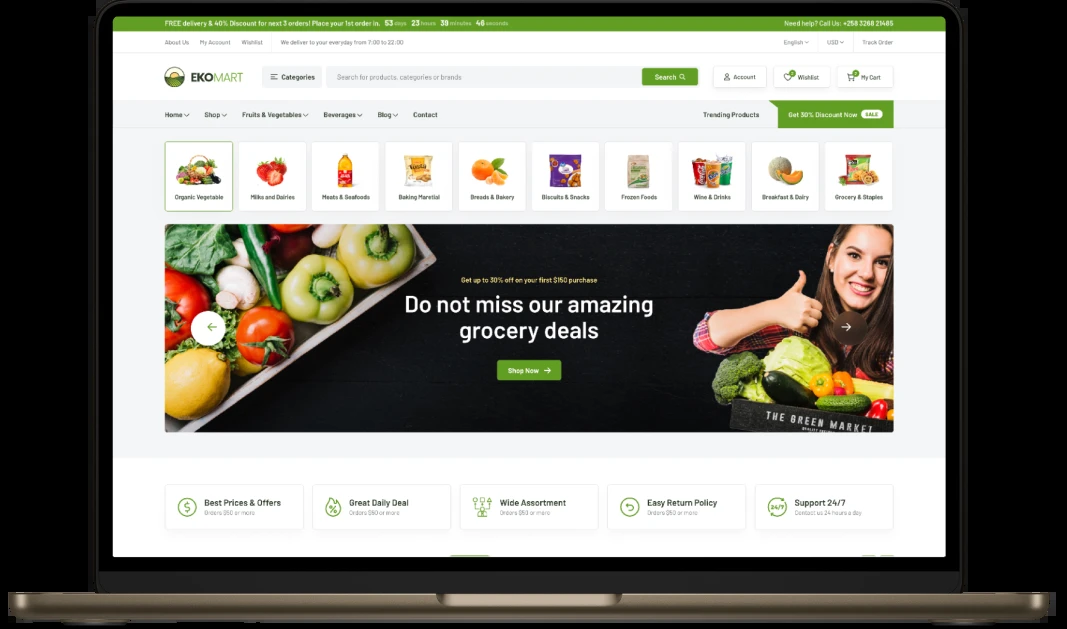 FREE delivery & 40% Discount for next 3 orders! Place your 1st order in. 53 days 23 hours 39 minutes 46 seconds
Need help? Call Us: +258 3268 21485
About Us My Account Wishlist We deliver to your everyday from 7:00 to 22:00
English USD Track Order
EKOMART
Categories
Search for products, categories or brands
Search
Account
Wishlist
My Cart
Home Shop Fruits & Vegetables Beverages Blog Contact
Trending Products
Get 30% Discount Now SALE
Organic Vegetable
Milks and Dairies
Meats & Seafoods
Baking Maretial
Breads & Bakery
Biscuits & Snacks
Frozen Foods
Wine & Drinks
Breakfast & Dairy
Grocery & Staples
Get up to 30% off on your first $150 purchase
Do not miss our amazing
grocery deals
Shop Now
THE GREEN MARKET
Best Prices & Offers
Orders $50 or more
Great Daily Deal
Orders $50 or more
Wide Assortment
Orders $50 or more
Easy Return Policy
Orders $50 or more
24/7
Support 24/7
Contact us 24 hours a day